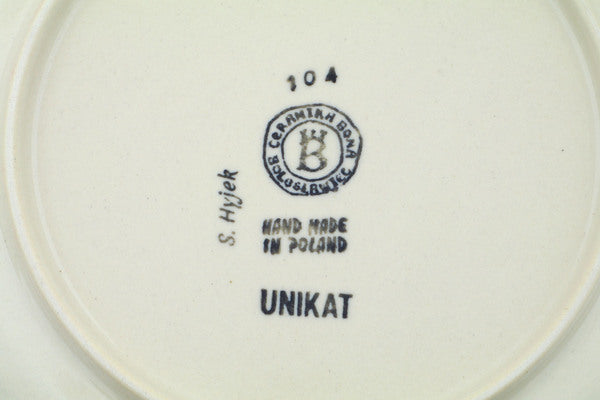 104
CERAMIKA BONA
BOLESŁAWIEC
B
S. Hyjek
HAND MADE
IN POLAND
UNIKAT